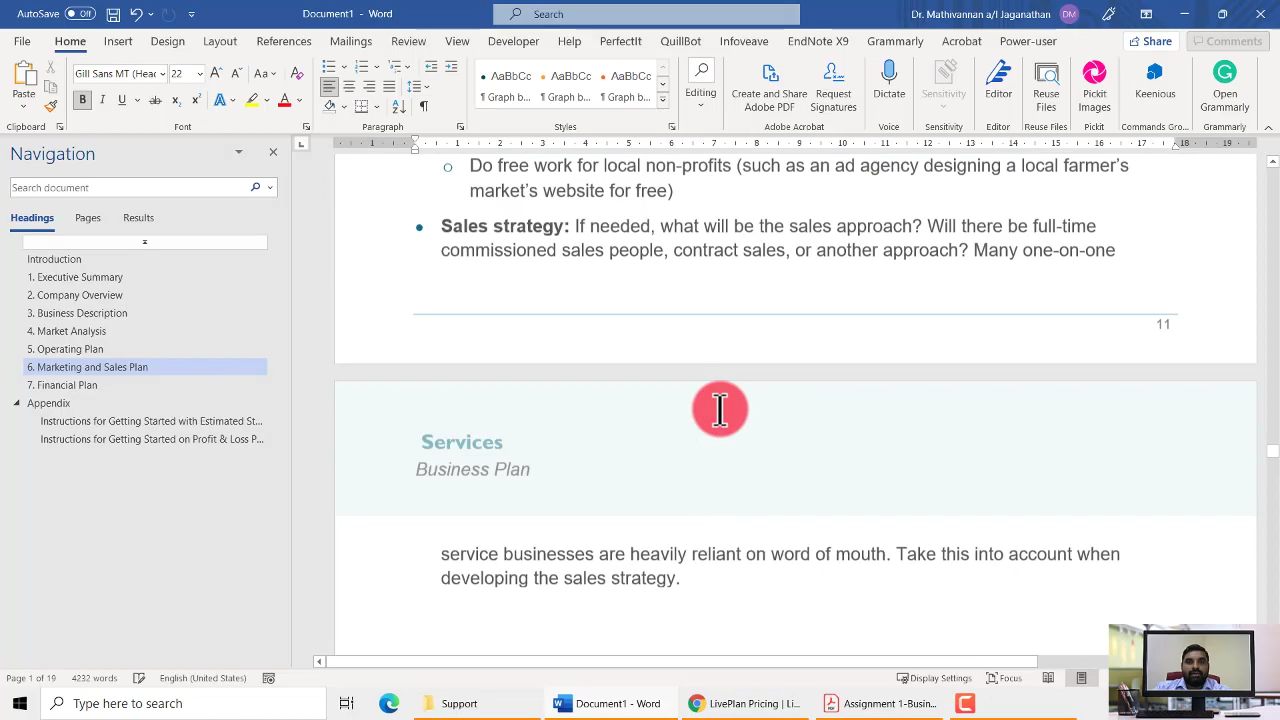 AutoSave Off
Document1 - Word
Search
Dr. Mathivannan a/l Jaganathan
DM
File Home Insert Design Layout References Mailings Review View Developer Help PerfectIt QuillBot Infoveave EndNote X9 Grammarly Acrobat Power-user
Share Comments
Paste
Gill Sans MT (Hea 22
AaBbCc AaBbCc AaBbCc
¶ Graph b... ¶ Graph b... ¶ Graph b...
Editing
Create and Share Adobe PDF
Request Signatures
Dictate
Sensitivity
Editor
Reuse Files
Pickit Images
Keenious
Open Grammarly
Clipboard Font Paragraph Styles Adobe Acrobat Voice Sensitivity Editor Reuse Files Pickit Commands Gro... Grammarly
Navigation
Search document
Headings Pages Results
Introduction
1. Executive Summary
2. Company Overview
3. Business Description
4. Market Analysis
5. Operating Plan
6. Marketing and Sales Plan
7. Financial Plan
Appendix
Instructions for Getting Started with Estimated St...
Instructions for Getting Started on Profit & Loss P...
Do free work for local non-profits (such as an ad agency designing a local farmer's
market's website for free)
Sales strategy: If needed, what will be the sales approach? Will there be full-time
commissioned sales people, contract sales, or another approach? Many one-on-one
11
Services
Business Plan
service businesses are heavily reliant on word of mouth. Take this into account when
developing the sales strategy.
Page 1 of 19 4232 words English (United States)
Display Settings Focus
Type here to search
Document1 - Word
LivePlan Pricing | Li...
Assignment 1 -Busi...